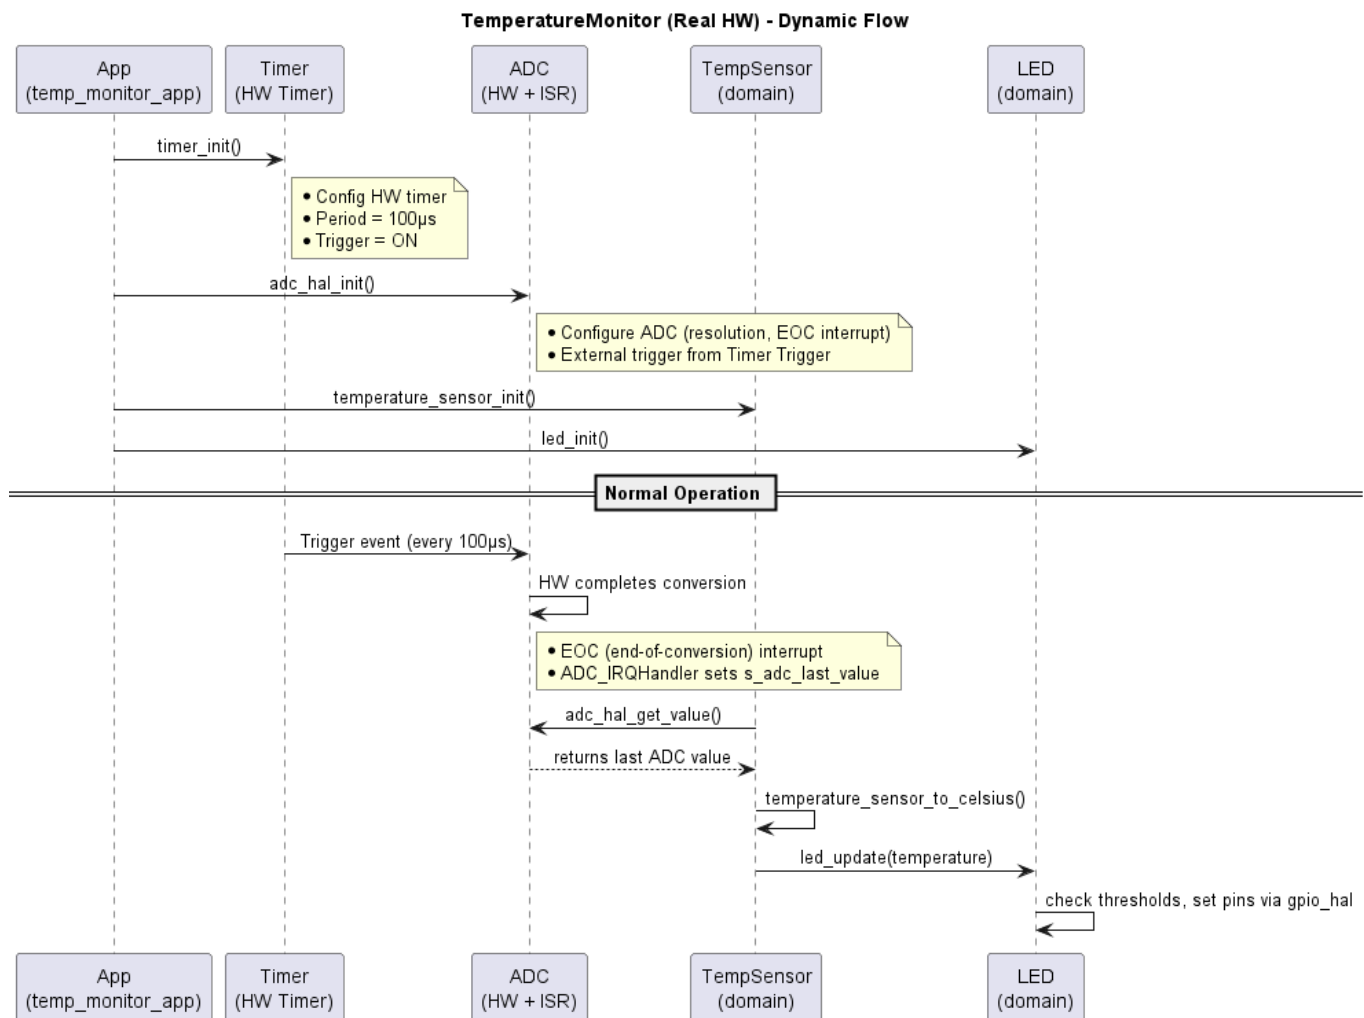 TemperatureMonitor (Real HW) - Dynamic Flow
App
(temp_monitor_app)
Timer
(HW Timer)
ADC
(HW + ISR)
TempSensor
(domain)
LED
(domain)
timer_init()
• Config HW timer
• Period = 100µs
• Trigger = ON
adc_hal_init()
• Configure ADC (resolution, EOC interrupt)
• External trigger from Timer Trigger
temperature_sensor_init()
led_init()
Normal Operation
Trigger event (every 100µs)
HW completes conversion
• EOC (end-of-conversion) interrupt
• ADC_IRQHandler sets s_adc_last_value
adc_hal_get_value()
returns last ADC value
temperature_sensor_to_celsius()
led_update(temperature)
check thresholds, set pins via gpio_hal
App
(temp_monitor_app)
Timer
(HW Timer)
ADC
(HW + ISR)
TempSensor
(domain)
LED
(domain)